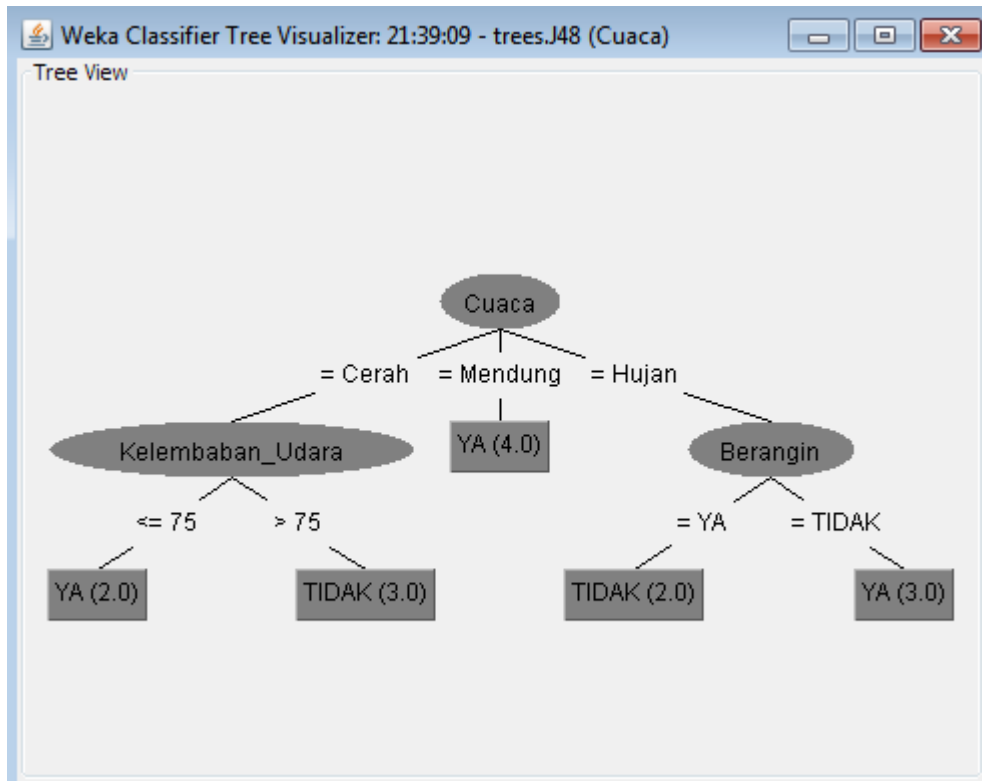 Weka Classifier Tree Visualizer: 21:39:09 - trees.J48 (Cuaca)
Tree View
Cuaca
= Cerah = Mendung = Hujan
Kelembaban_Udara YA (4.0) Berangin
<= 75 > 75 = YA = TIDAK
YA (2.0) TIDAK (3.0) TIDAK (2.0) YA (3.0)